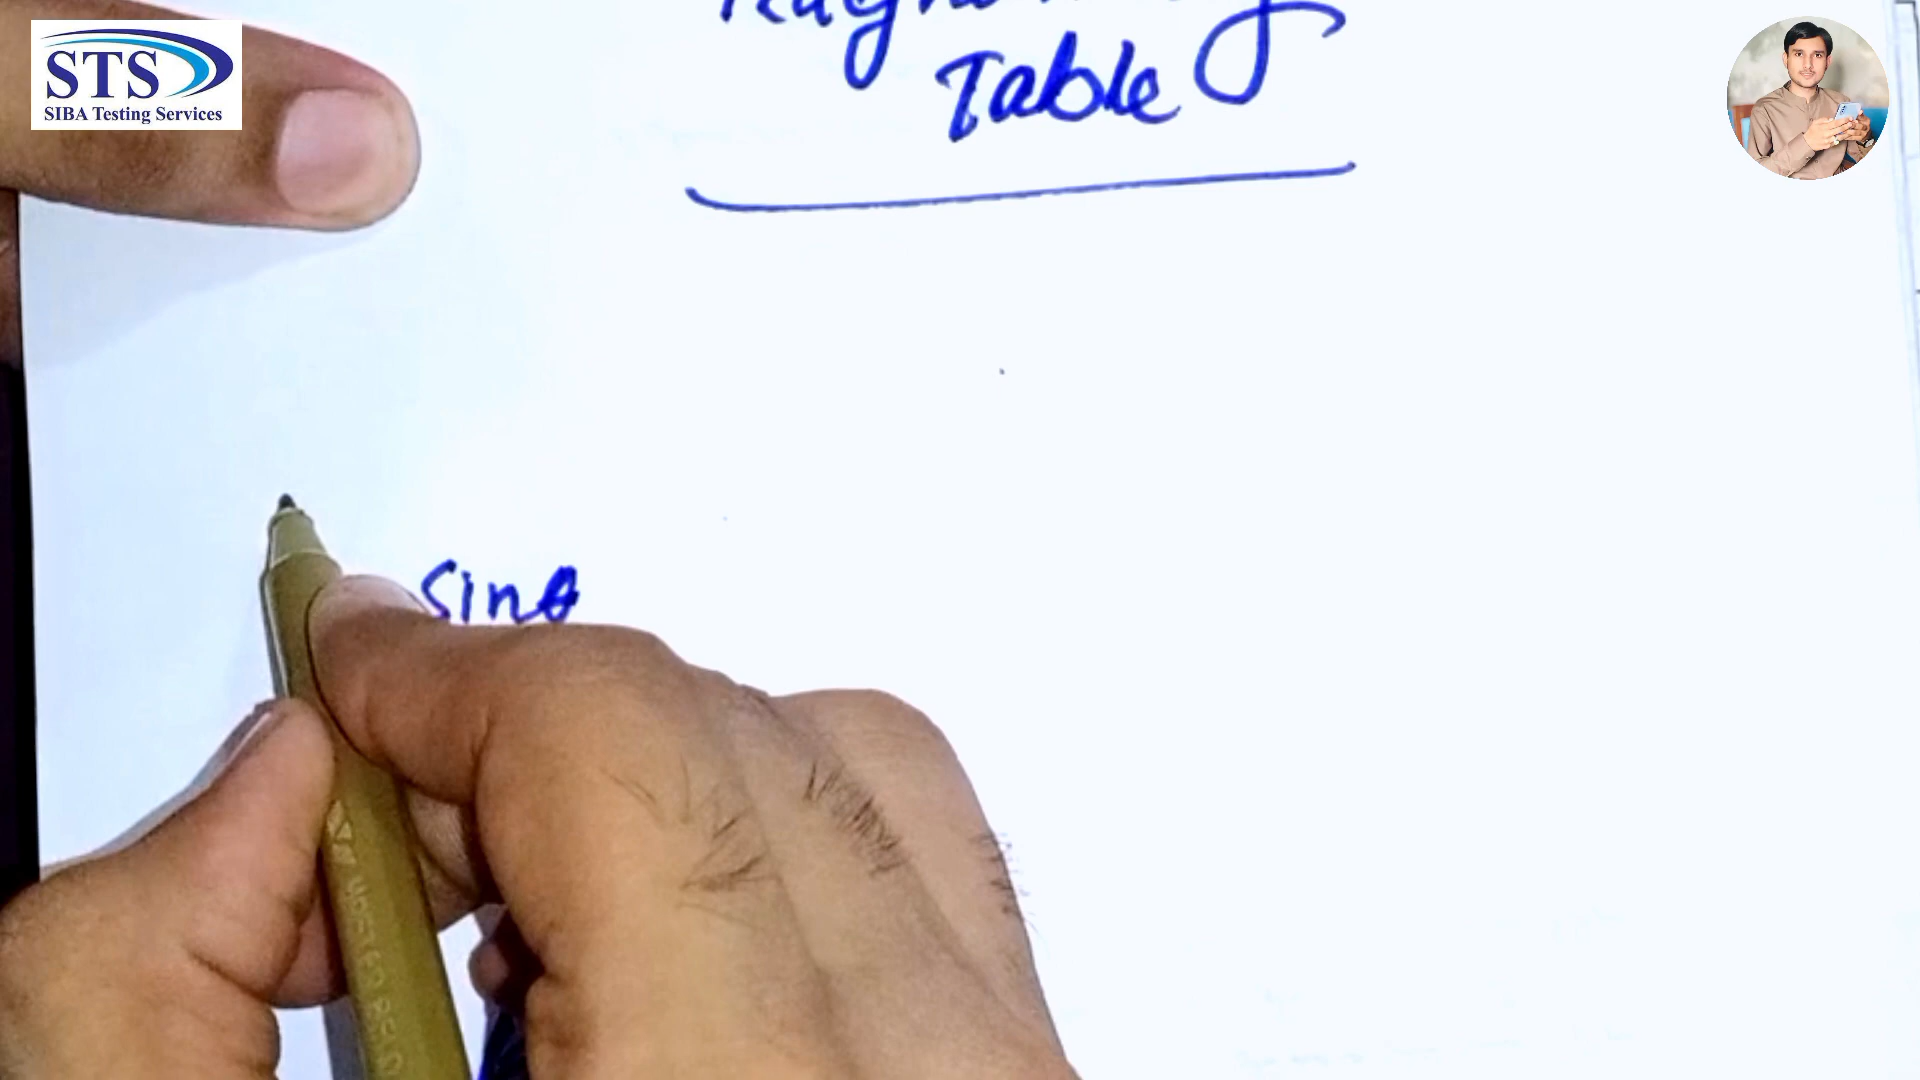 STS
SIBA Testing Services
Table
sinθ